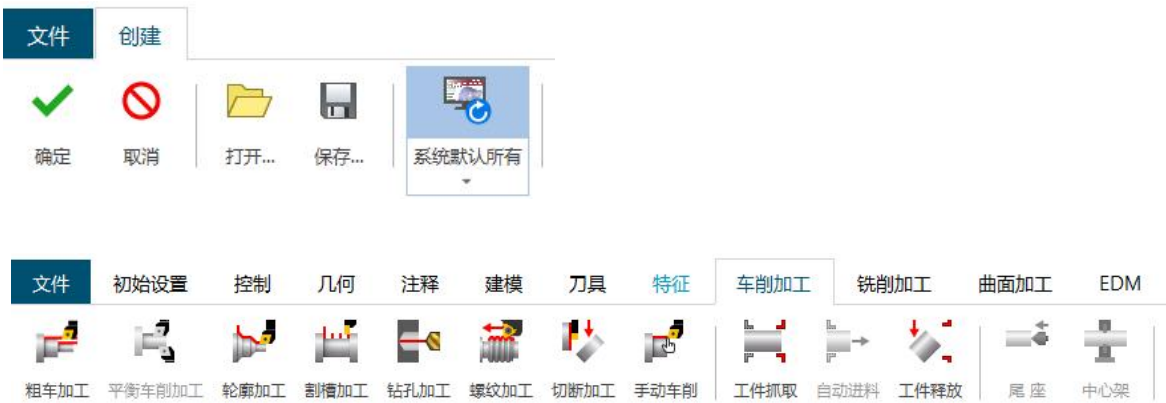 文件 创建
确定 取消 打开... 保存... 系统默认所有
文件 初始设置 控制 几何 注释 建模 刀具 特征 车削加工 铣削加工 曲面加工 EDM
粗车加工 平衡车削加工 轮廓加工 割槽加工 钻孔加工 螺纹加工 切断加工 手动车削 工件抓取 自动进料 工件释放 尾座 中心架